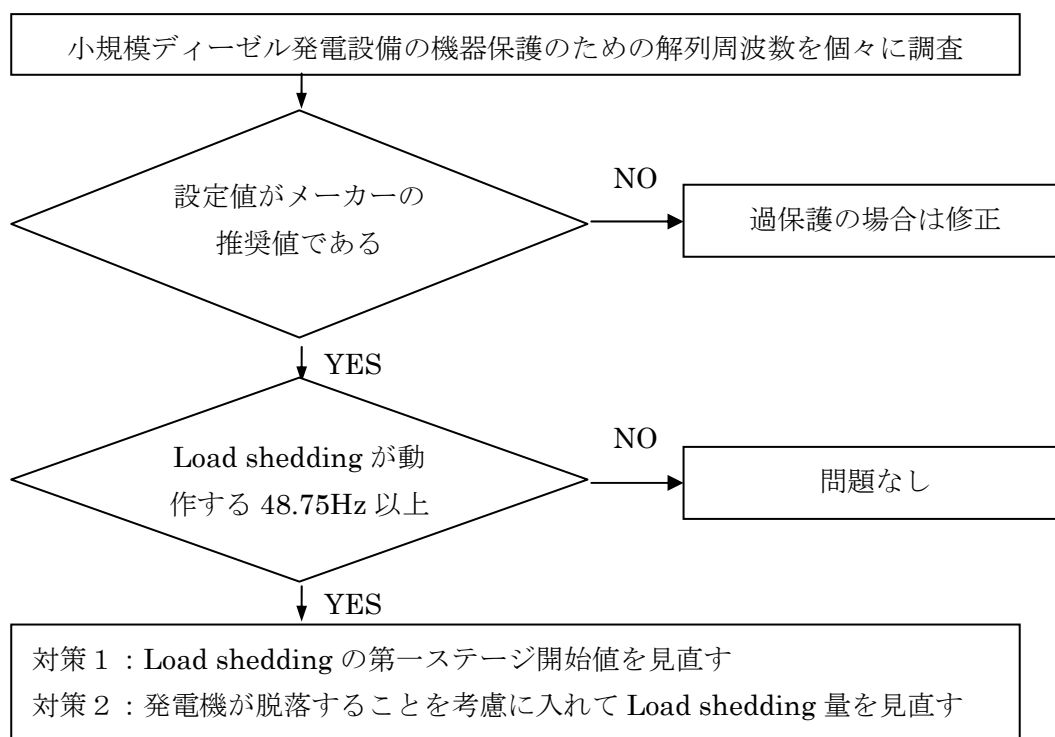 小規模ディーゼル発電設備の機器保護のための解列周波数を個々に調査
設定値がメーカーの
推奨値である
NO
過保護の場合は修正
YES
Load shedding が動
作する 48.75Hz 以上
NO
問題なし
YES
対策１：Load shedding の第一ステージ開始値を見直す
対策２：発電機が脱落することを考慮に入れて Load shedding 量を見直す